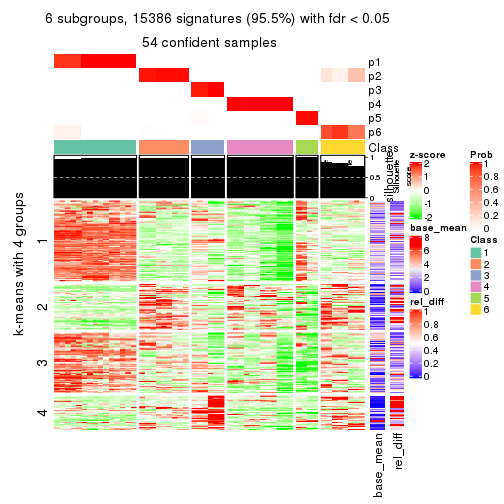 6 subgroups, 15386 signatures (95.5%) with fdr < 0.05
54 confident samples
p1
p2
p3
p4
p5
p6
Class
1
0.5
0
silhouette
Silhouette
score
k-means with 4 groups
1
2
3
4
base_mean
rel_diff
z-score
2
1
0
-1
-2
base_mean
8
6
4
2
0
rel_diff
1
0.8
0.6
0.4
0.2
0
Prob
1
0.8
0.6
0.4
0.2
0
Class
1
2
3
4
5
6